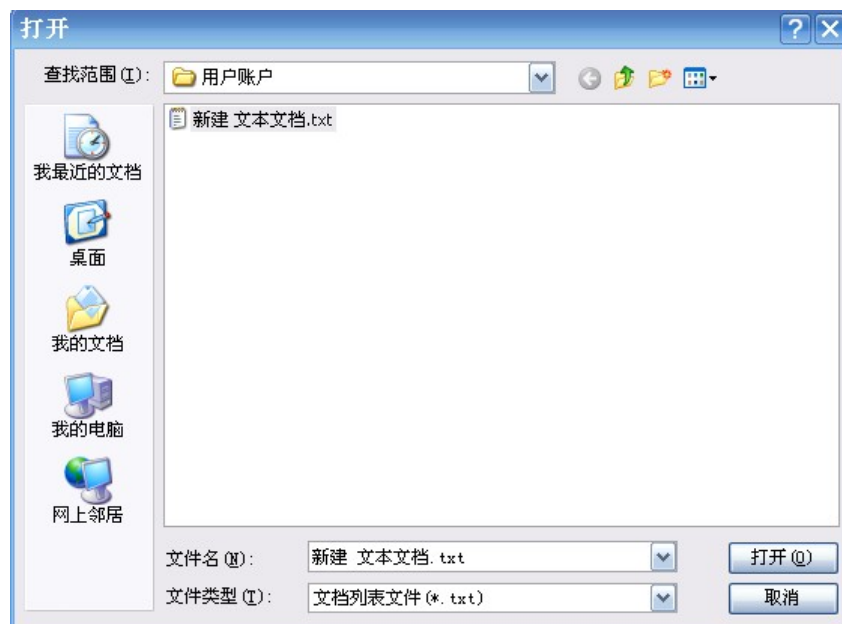 打开
查找范围(I):
用户账户
新建 文本文档.txt
我最近的文档
桌面
我的文档
我的电脑
网上邻居
文件名(N):
新建 文本文档.txt
打开(O)
文件类型(T):
文档列表文件(*.txt)
取消